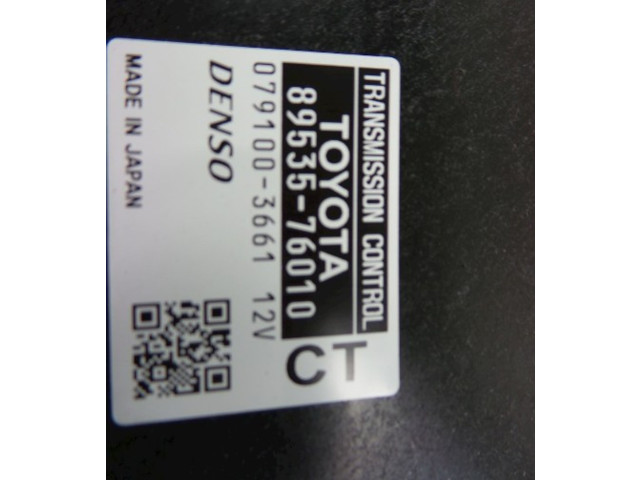 TRANSMISSION CONTROL
TOYOTA
89535-76010
CT
079100-3661 12V
DENSO
MADE IN JAPAN